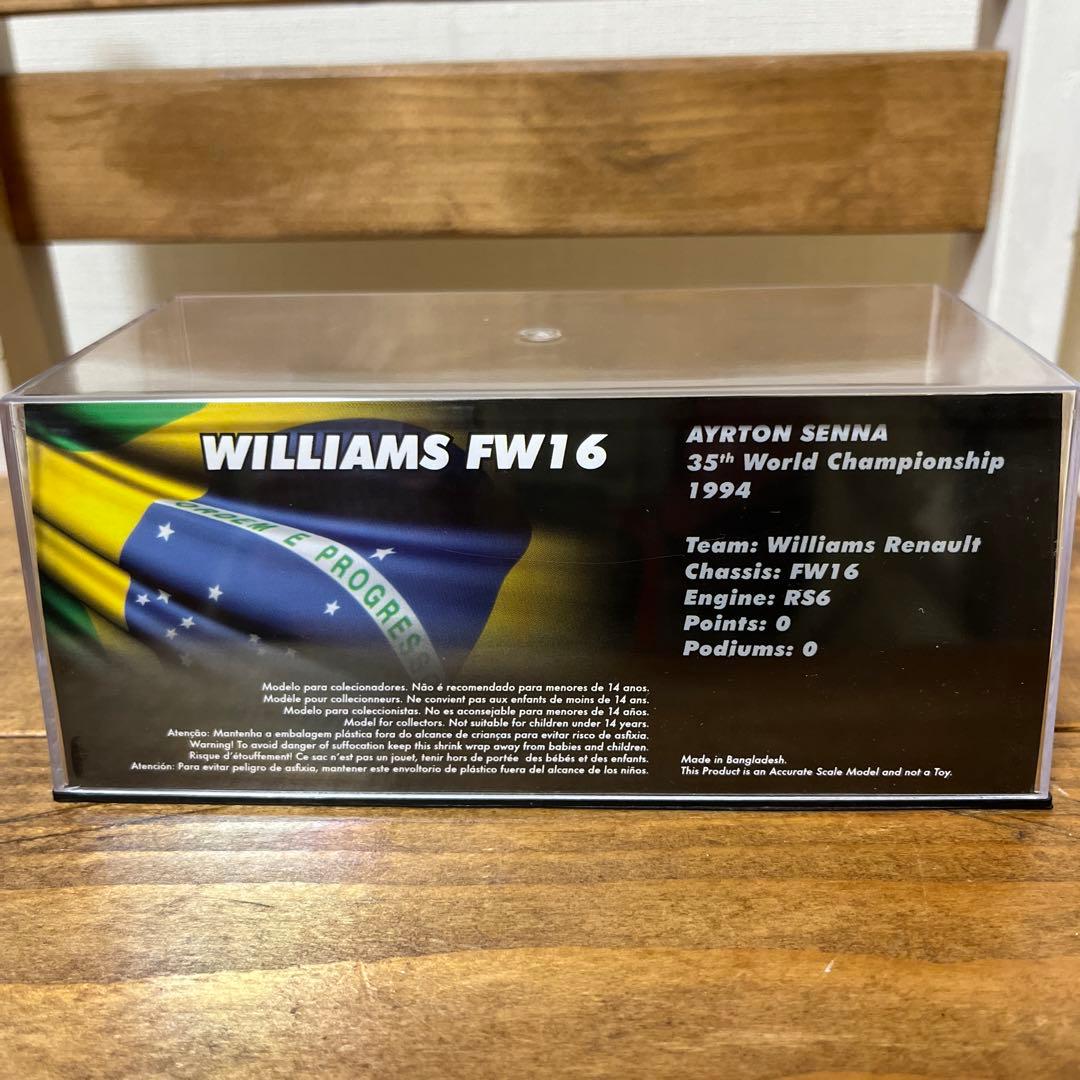 WILLIAMS FW16
ORDEM E PROGRESS
AYRTON SENNA
35th World Championship
1994
Team: Williams Renault
Chassis: FW16
Engine: RS6
Points: 0
Podiums: 0
Modelo para colecionadores. Não é recomendado para menores de 14 anos.
Modèle pour collectionneurs. Ne convient pas aux enfants de moins de 14 ans.
Modelo para coleccionistas. No es aconsejable para menores de 14 años.
Model for collectors. Not suitable for children under 14 years.
Atenção: Mantenha a embalagem plástica fora do alcance de crianças para evitar risco de asfixia.
Warning! To avoid danger of suffocation keep this shrink wrap away from babies and children.
Risque d'étouffement! Ce sac n'est pas un jouet, tenir hors de portée des bébés et des enfants.
Atención: Para evitar peligro de asfixia, mantener este envoltorio de plástico fuera del alcance de los niños.
Made in Bangladesh.
This Product is an Accurate Scale Model and not a Toy.